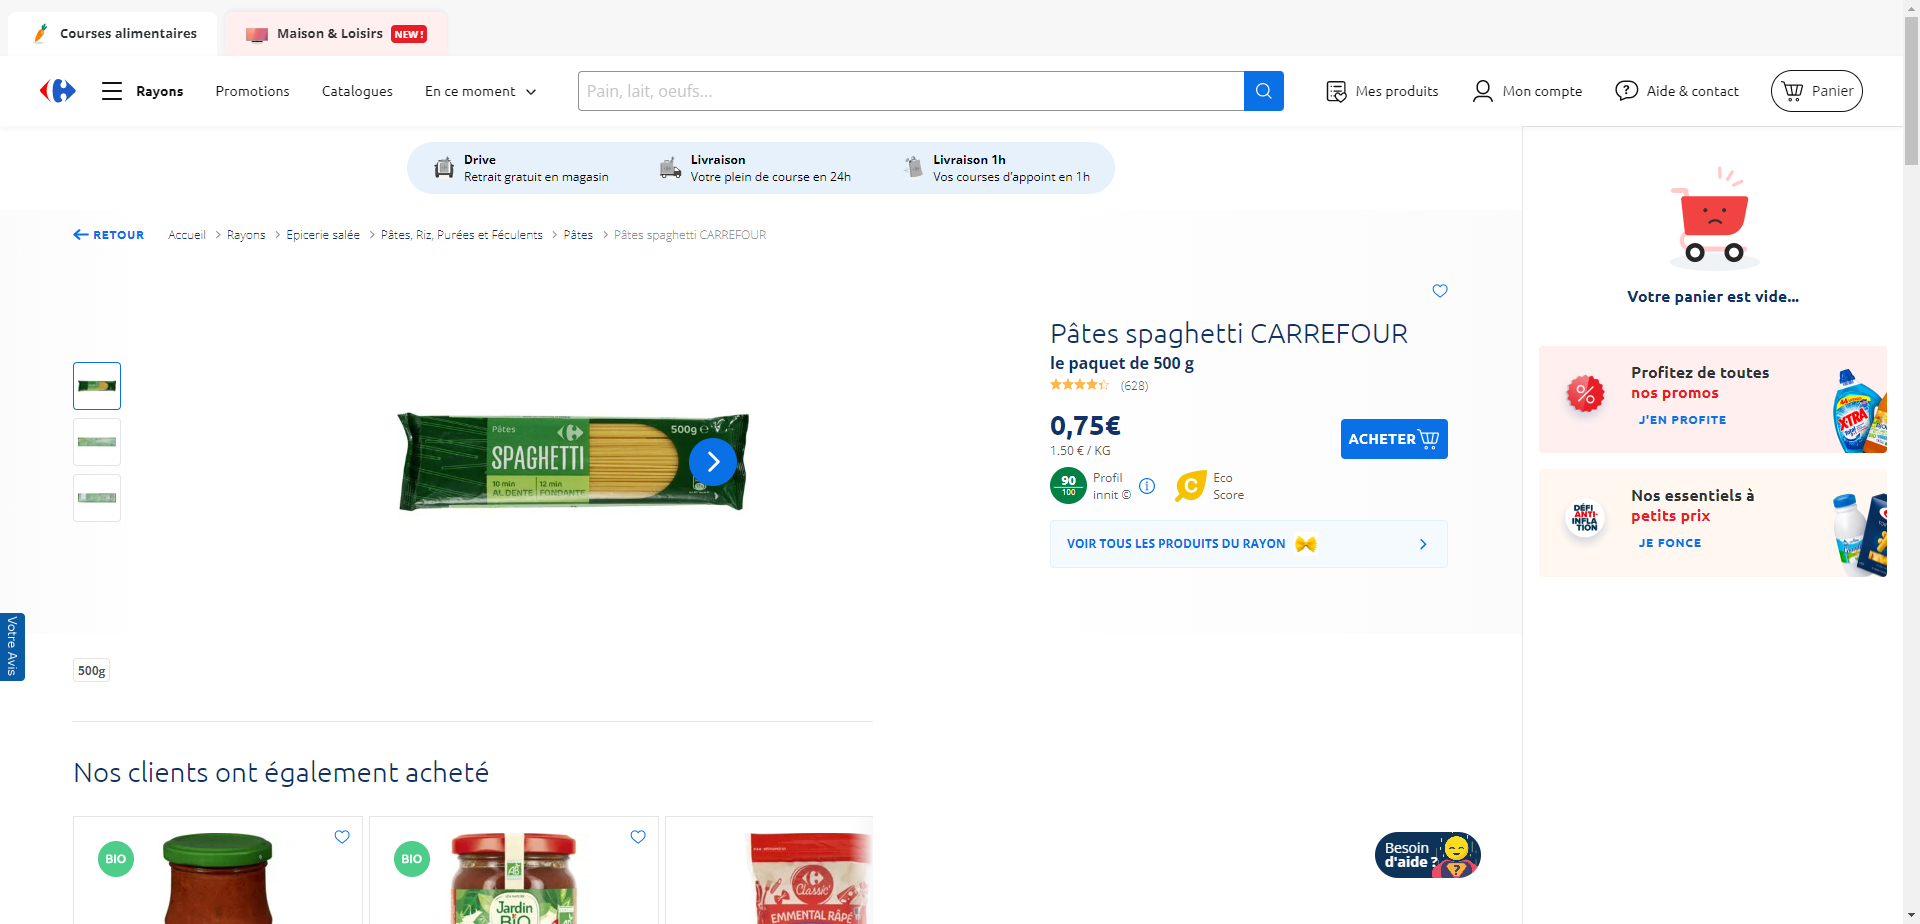 Courses alimentaires
Maison & Loisirs NEW !
Rayons
Promotions
Catalogues
En ce moment
Pain, lait, oeufs...
Mes produits
Mon compte
Aide & contact
Panier
Drive
Retrait gratuit en magasin
Livraison
Votre plein de course en 24h
Livraison 1h
Vos courses d'appoint en 1h
RETOUR
Accueil > Rayons > Epicerie salée > Pâtes, Riz, Purées et Féculents > Pâtes > Pâtes spaghetti CARREFOUR
Pâtes
SPAGHETTI
10 min
AL DENTE
12 min
FONDANTE
500g e
Pâtes spaghetti CARREFOUR
le paquet de 500 g
(628)
0,75€
1.50 € / KG
ACHETER
90
100
Profil
innit ©
C
Eco
Score
VOIR TOUS LES PRODUITS DU RAYON
Votre panier est vide...
Profitez de toutes
nos promos
J'EN PROFITE
X-TRA
Nos essentiels à
petits prix
JE FONCE
DÉFI
ANTI-
INFLA
TION
Votre Avis
500g
Nos clients ont également acheté
BIO
BIO
AB
Jardin
BiO
Classic'
EMMENTAL RÂPÉ
Besoin
d'aide ?